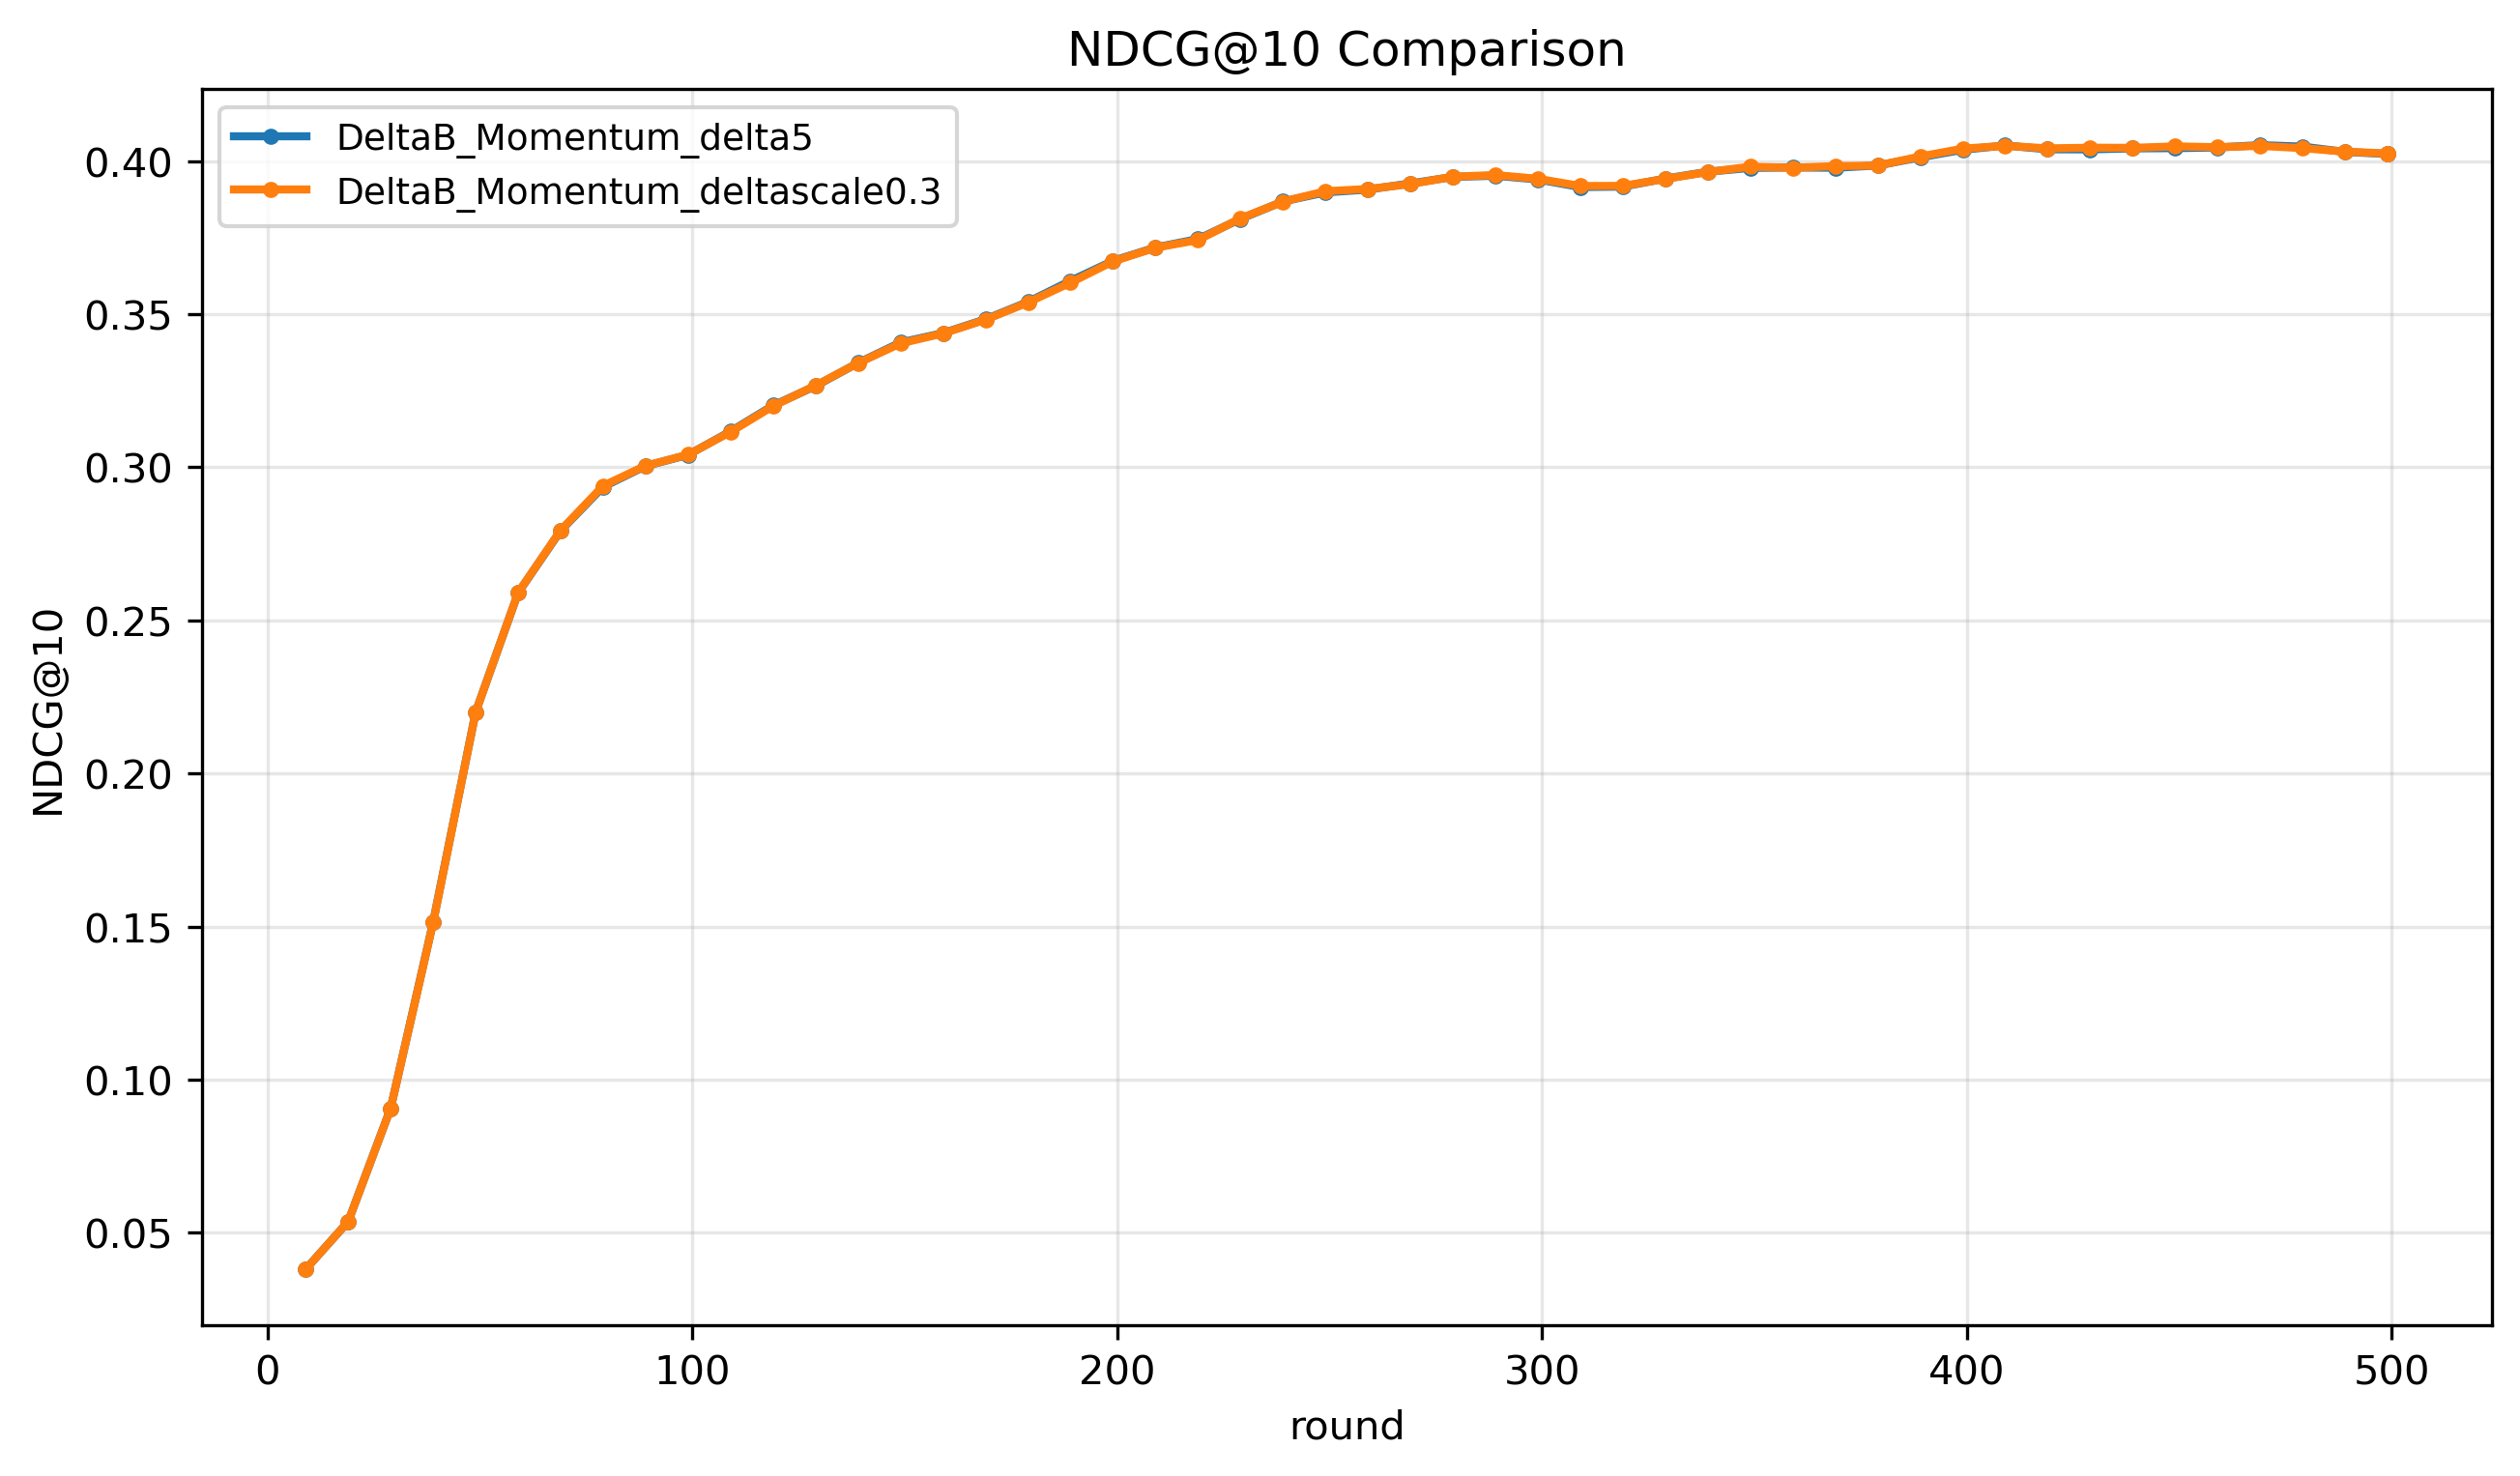 NDCG@10 Comparison
DeltaB_Momentum_delta5
DeltaB_Momentum_deltascale0.3
0.40
0.35
0.30
0.25
0.20
0.15
0.10
0.05
NDCG@10
0 100 200 300 400 500
round